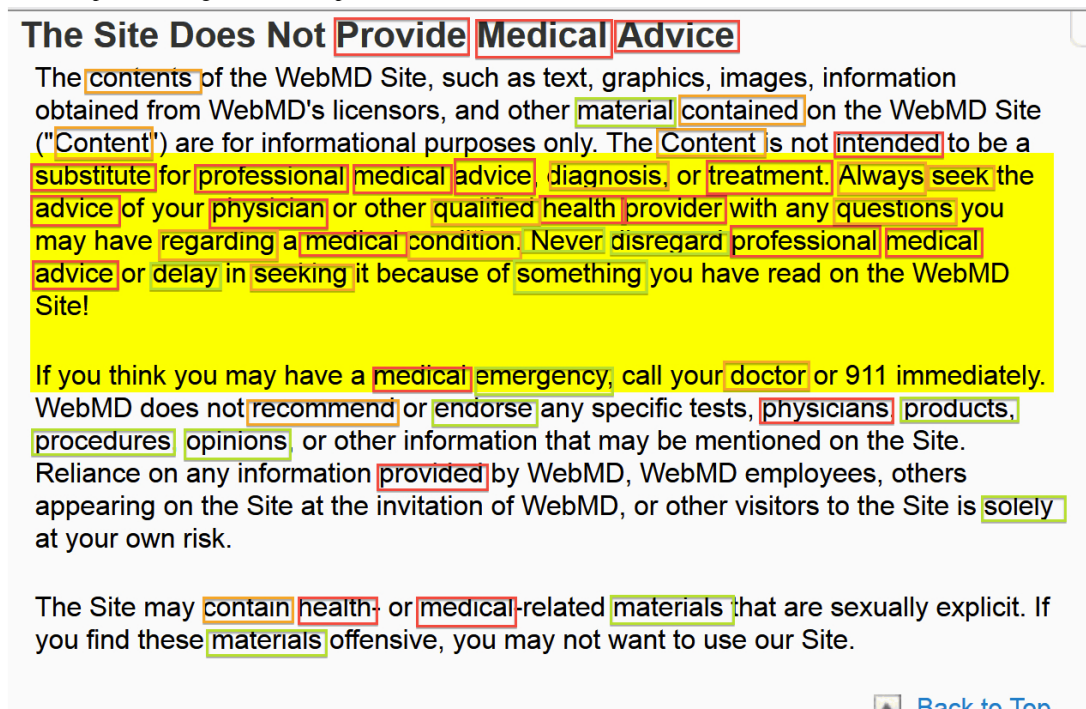 The Site Does Not Provide Medical Advice
The contents of the WebMD Site, such as text, graphics, images, information
obtained from WebMD's licensors, and other material contained on the WebMD Site
("Content") are for informational purposes only. The Content is not intended to be a
substitute for professional medical advice, diagnosis, or treatment. Always seek the
advice of your physician or other qualified health provider with any questions you
may have regarding a medical condition. Never disregard professional medical
advice or delay in seeking it because of something you have read on the WebMD
Site!
If you think you may have a medical emergency, call your doctor or 911 immediately.
WebMD does not recommend or endorse any specific tests, physicians, products,
procedures, opinions, or other information that may be mentioned on the Site.
Reliance on any information provided by WebMD, WebMD employees, others
appearing on the Site at the invitation of WebMD, or other visitors to the Site is solely
at your own risk.
The Site may contain health- or medical-related materials that are sexually explicit. If
you find these materials offensive, you may not want to use our Site.
Back to Top